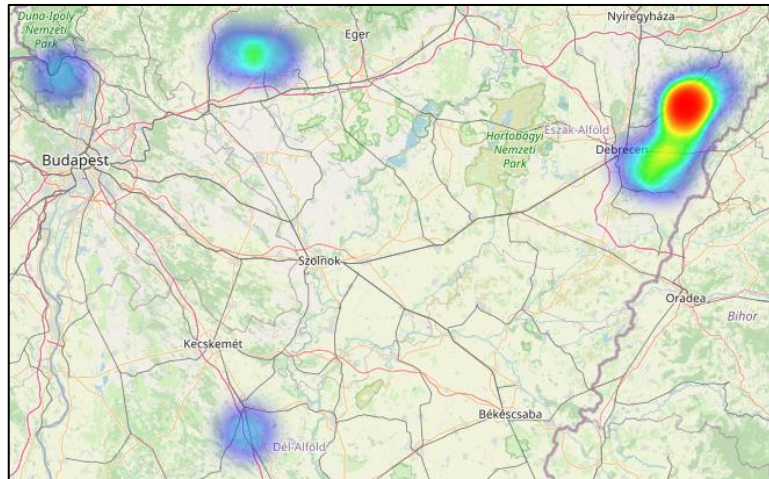 Duna-Ipoly
Nemzeti
Park
Eger
Nyíregyháza
Budapest
Hortobágyi
Nemzeti
Park
Észak-Alföld
Debrecen
Szolnok
Oradea
Bihor
Kecskemét
Békéscsaba
Dél-Alföld